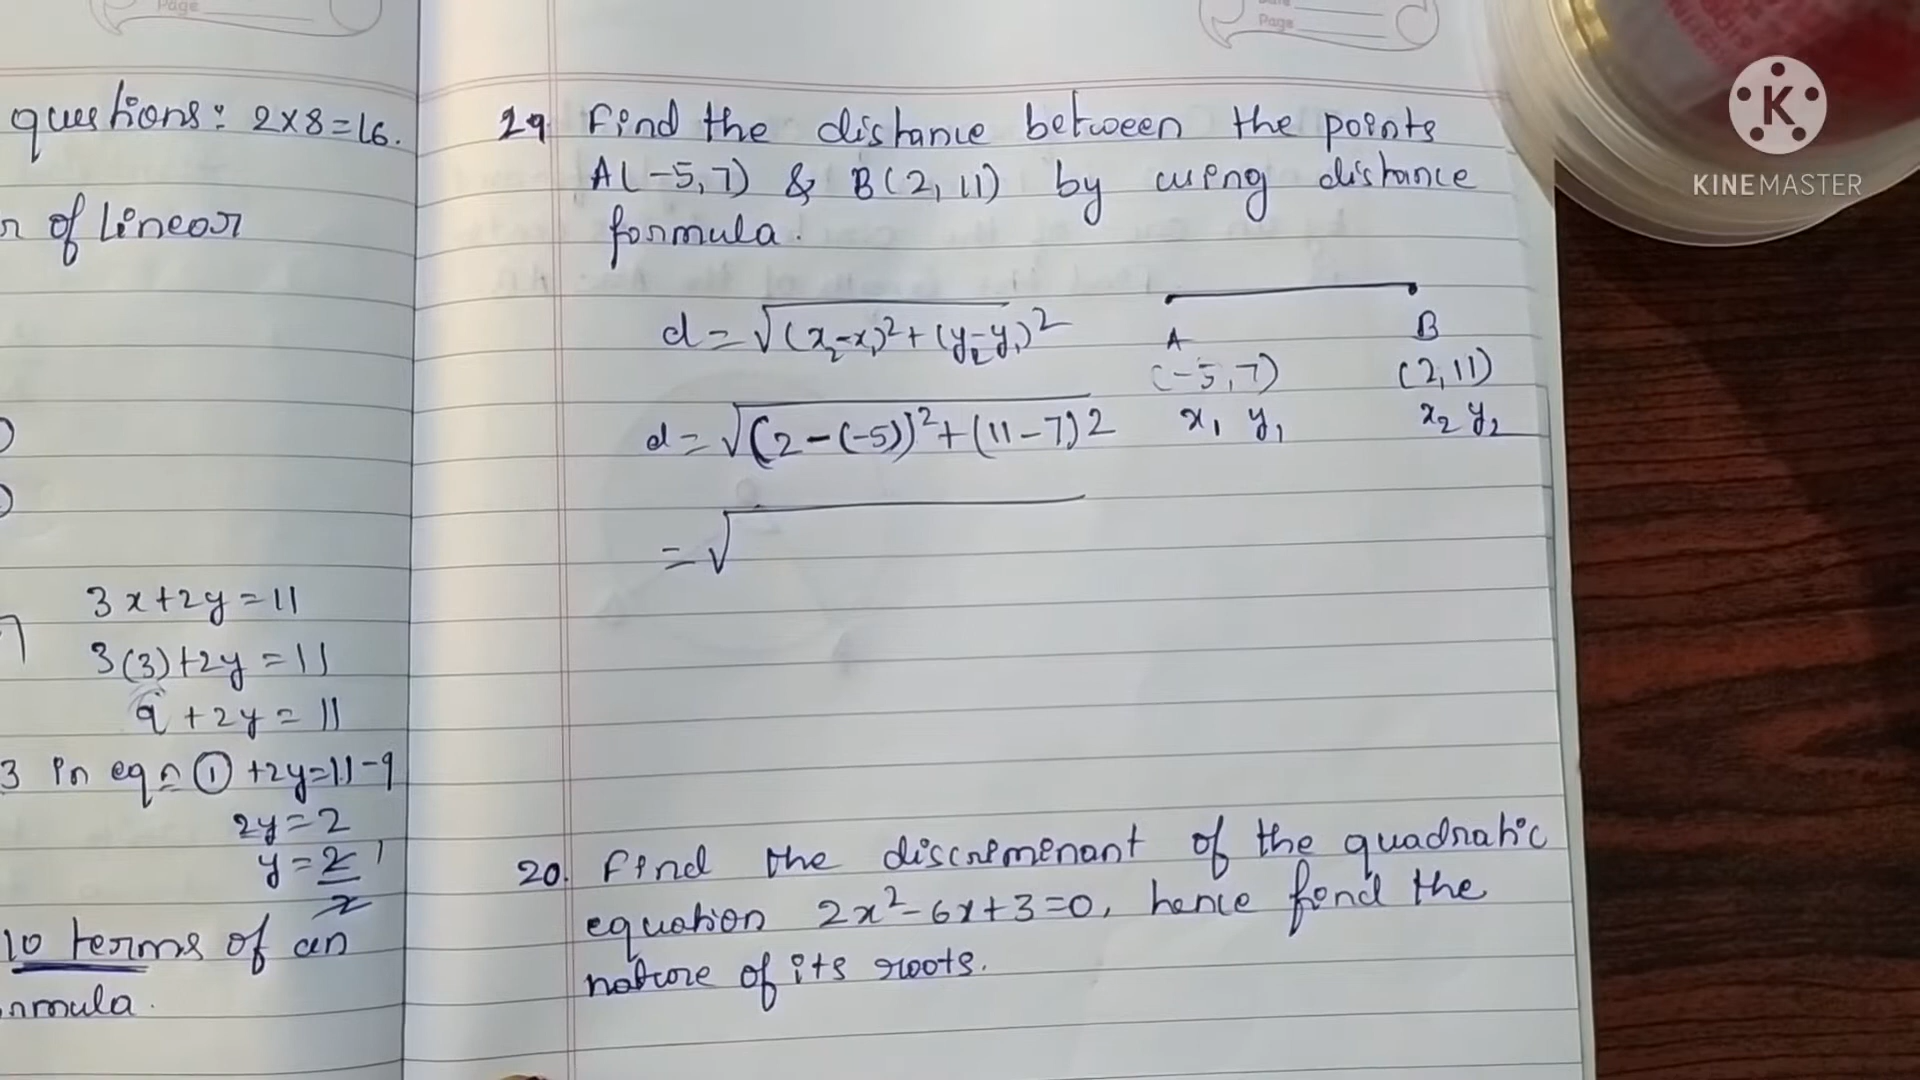 Page
questions: 2×8=16.
of linear
3x+2y=11
3(3)+2y=11
9+2y=11
3 in eqn ① +2y=11-9
2y=2
y=2 1
2
10 terms of an
rmula.
Page
29 Find the distance between the points
A(-5,7) & B(2,11) by using distance
formula.
d=√(x₂-x₁)²+(y₂-y₁)²
A B
(-5,7) (2,11)
x₁ y₁ x₂ y₂
d=√(2-(-5))²+(11-7)2
=√
20. Find the discriminant of the quadratic
equation 2x²-6x+3=0, hence find the
nature of its roots.
K
KINEMASTER